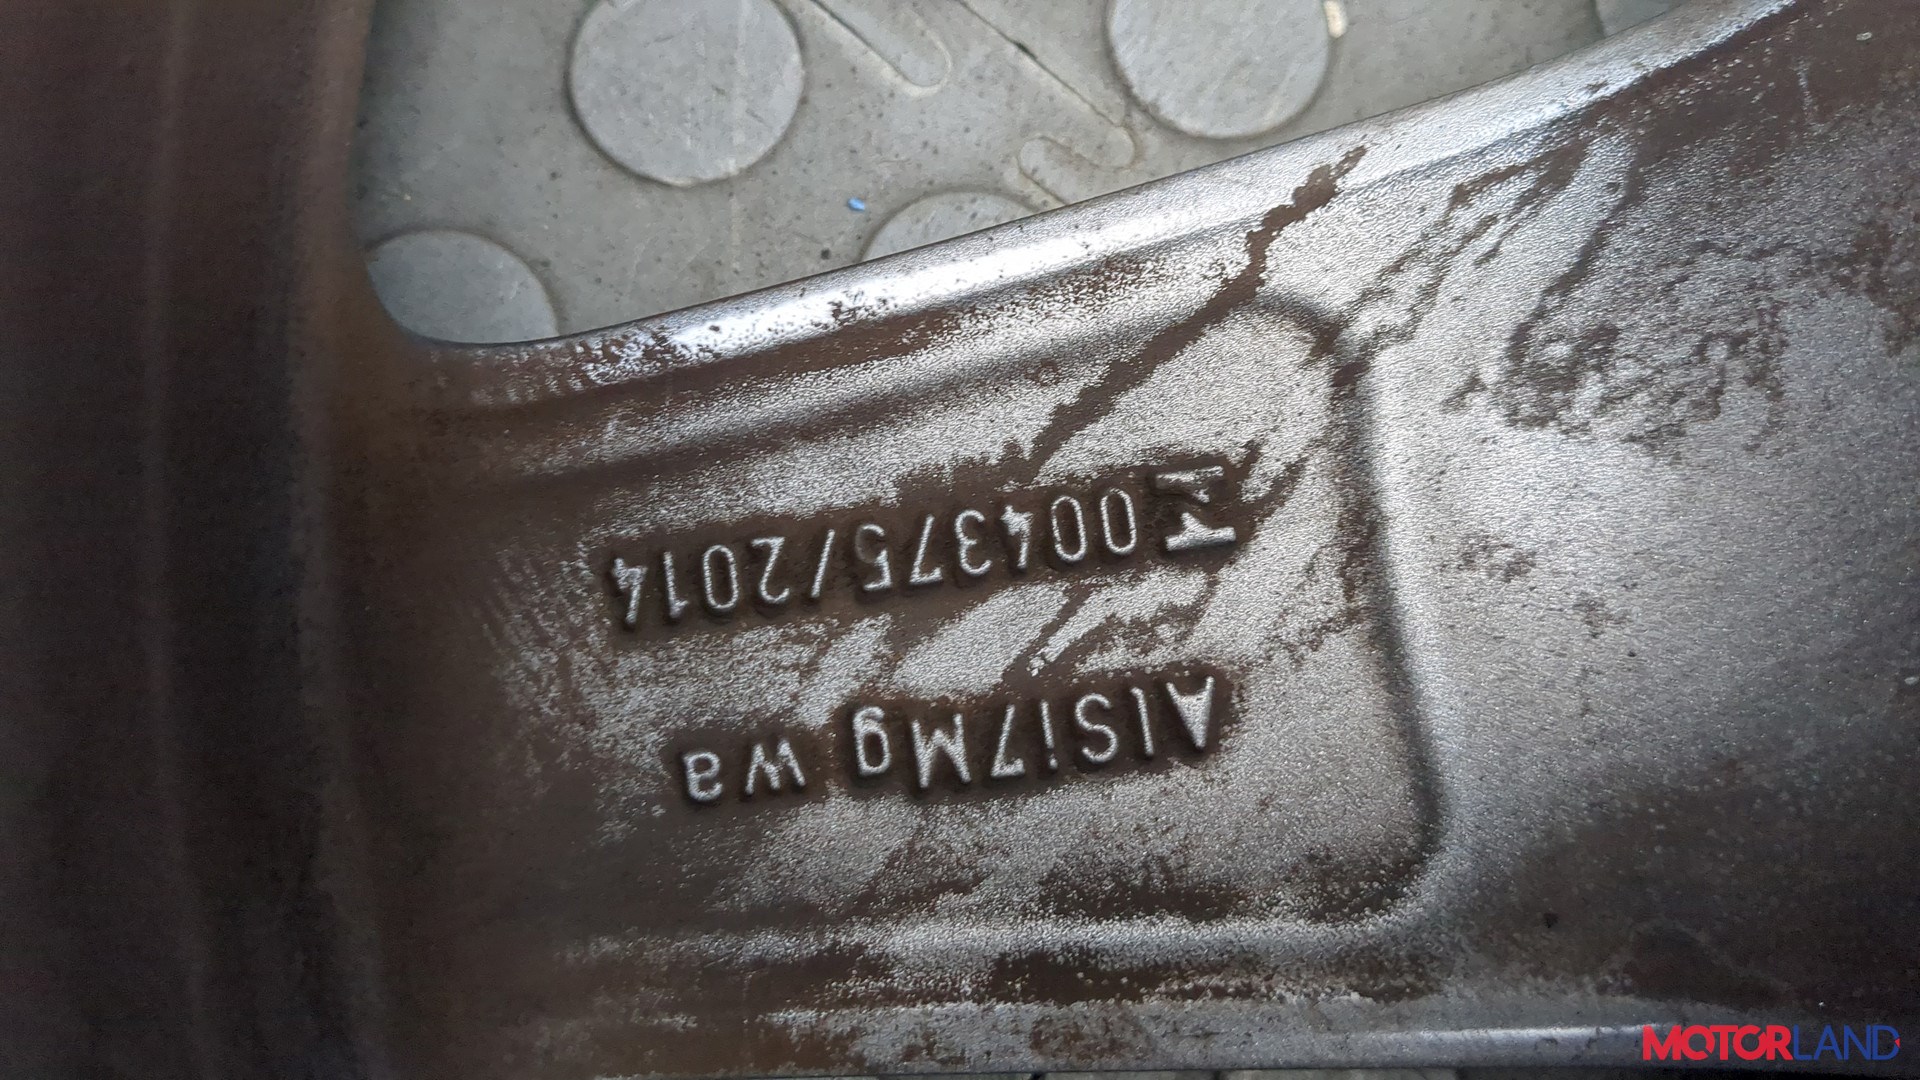 AlSi7Mg wa
004375/2014
MOTORLAND